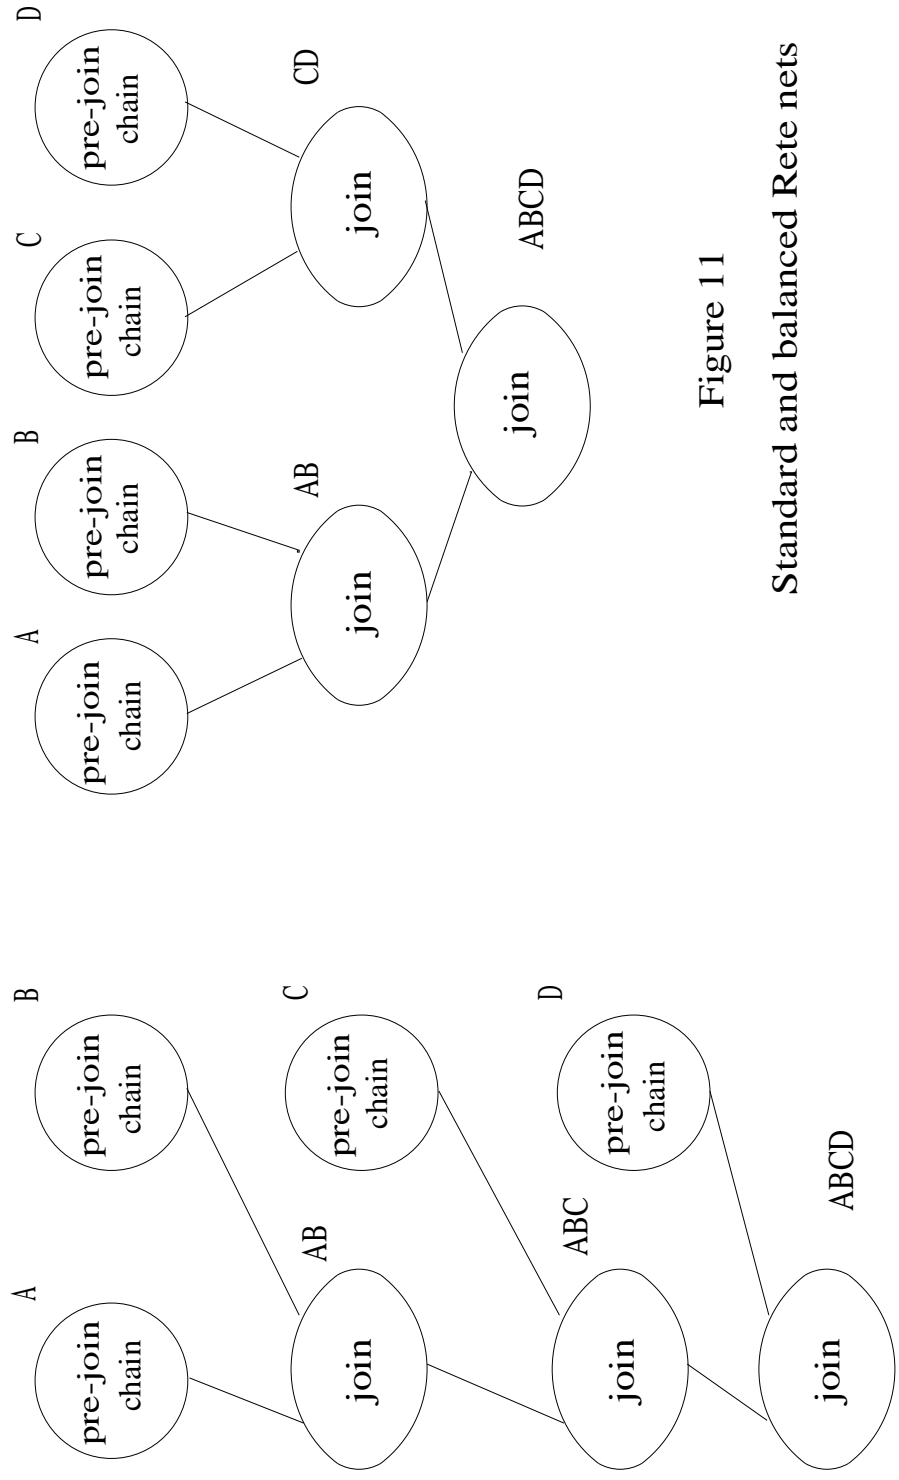 A
pre-join
chain
B
pre-join
chain
AB
join
C
pre-join
chain
ABC
join
D
pre-join
chain
ABCD
join
A
pre-join
chain
B
pre-join
chain
C
pre-join
chain
D
pre-join
chain
AB
join
CD
join
ABCD
join
Figure 11
Standard and balanced Rete nets